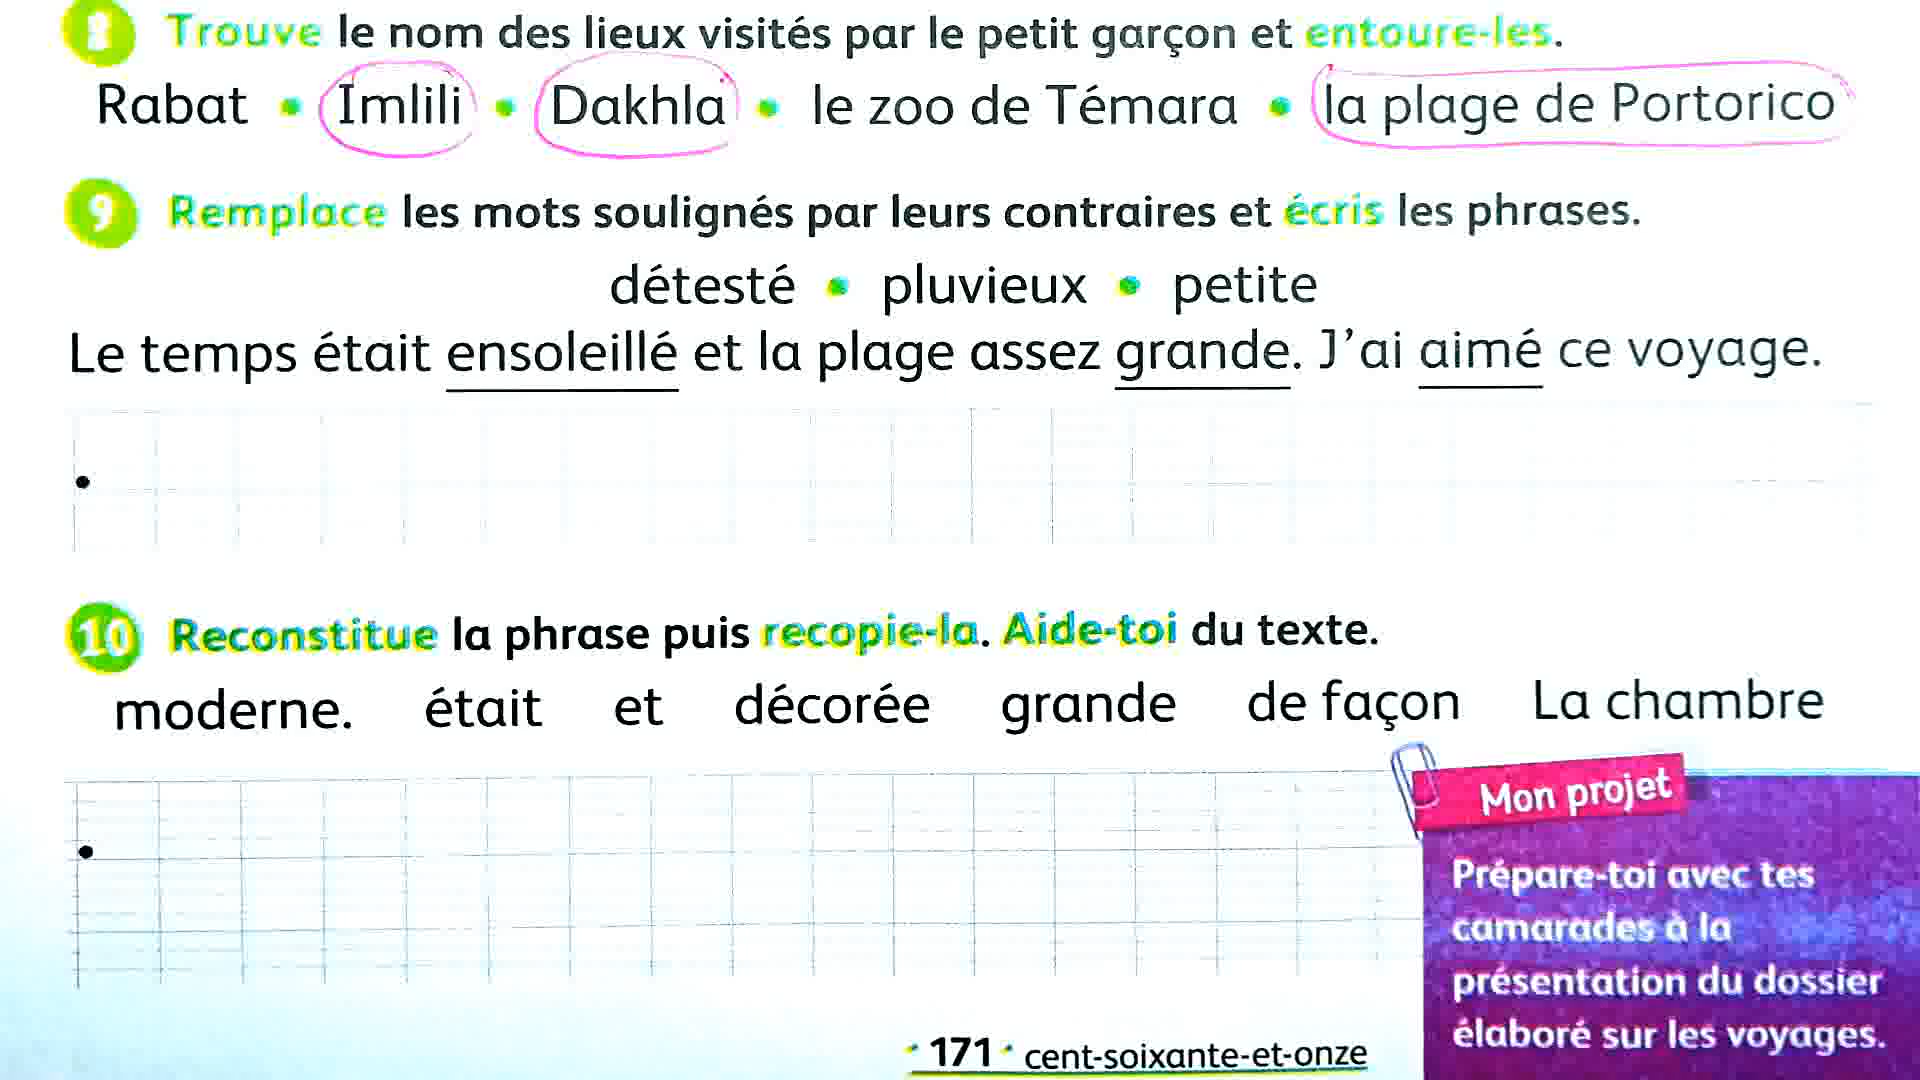 8 Trouve le nom des lieux visités par le petit garçon et entoure-les.
Rabat • Imlili • Dakhla • le zoo de Témara • la plage de Portorico
9 Remplace les mots soulignés par leurs contraires et écris les phrases.
détesté • pluvieux • petite
Le temps était ensoleillé et la plage assez grande. J'ai aimé ce voyage.
•
10 Reconstitue la phrase puis recopie-la. Aide-toi du texte.
moderne. était et décorée grande de façon La chambre
•
Mon projet
Prépare-toi avec tes
camarades à la
présentation du dossier
élaboré sur les voyages.
• 171 • cent-soixante-et-onze